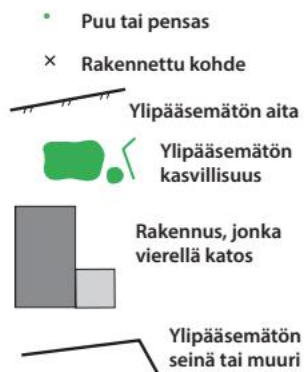 Puu tai pensas
Rakennettu kohde
Ylipääsemätön aita
Ylipääsemätön
kasvillisuus
Rakennus, jonka
vierellä katos
Ylipääsemätön
seinä tai muuri